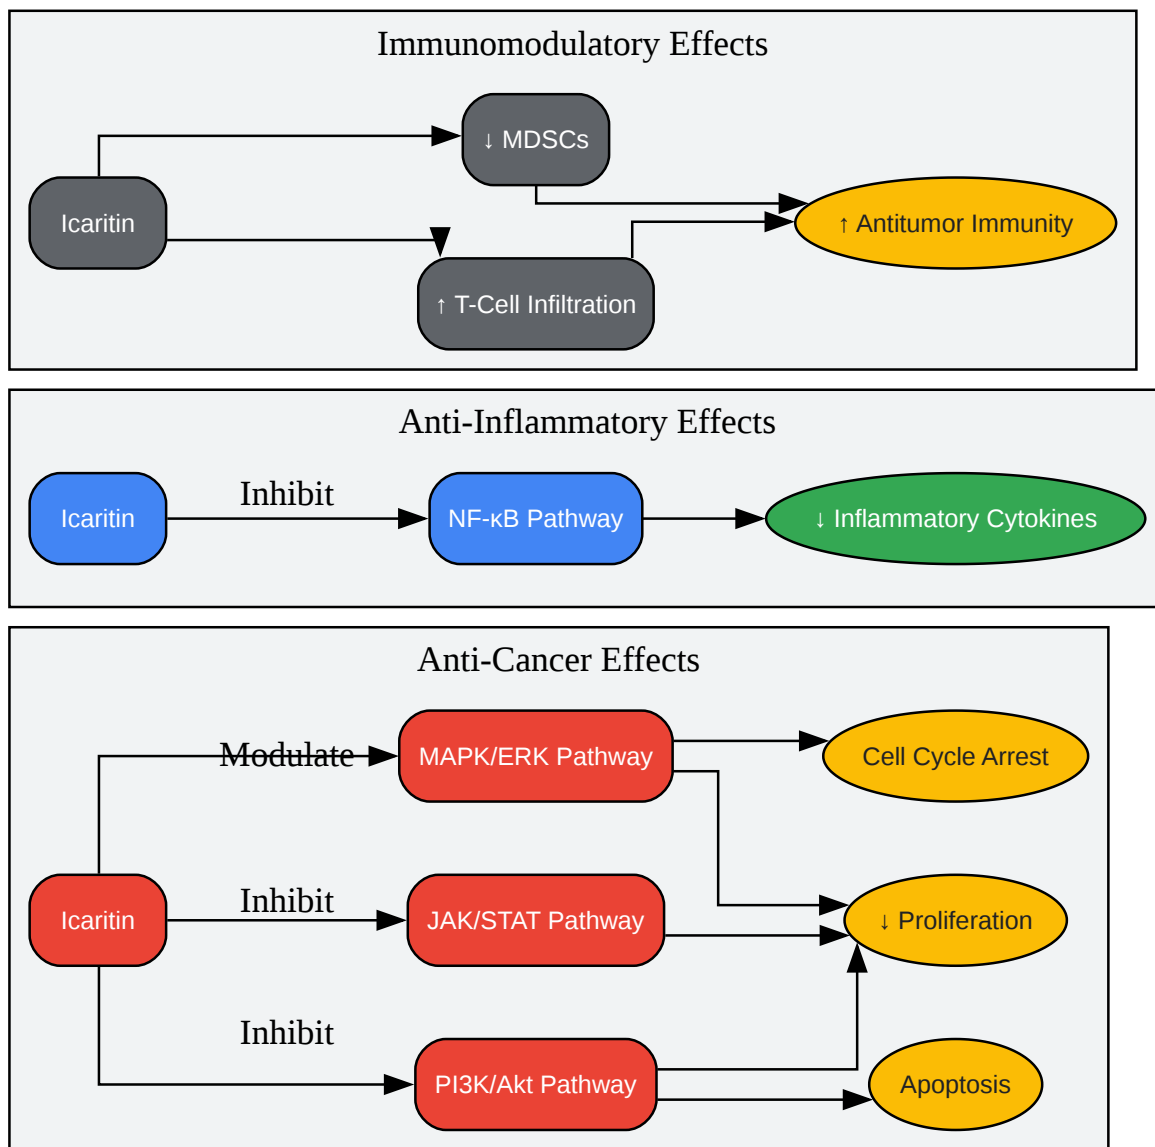 Immunomodulatory Effects
↓ MDSCs
Icaritin
↑ Antitumor Immunity
↑ T-Cell Infiltration
Anti-Inflammatory Effects
Icaritin
Inhibit
NF-κB Pathway
↓ Inflammatory Cytokines
Anti-Cancer Effects
Modulate
MAPK/ERK Pathway
Cell Cycle Arrest
Icaritin
Inhibit
JAK/STAT Pathway
↓ Proliferation
Inhibit
PI3K/Akt Pathway
Apoptosis